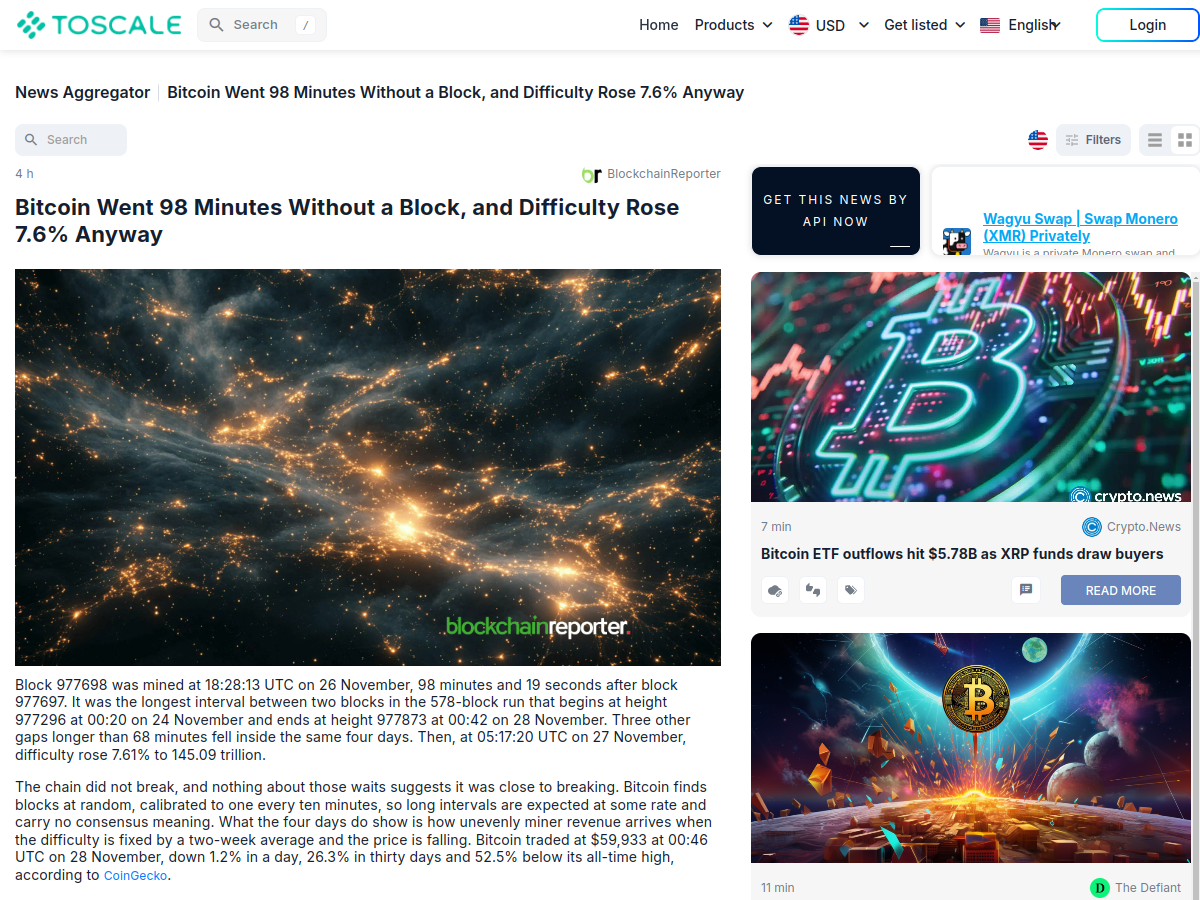 TOSCALE
Search /
Home
Products
USD
Get listed
English
Login
News Aggregator
Bitcoin Went 98 Minutes Without a Block, and Difficulty Rose 7.6% Anyway
Search
Filters
4 h
BlockchainReporter
Bitcoin Went 98 Minutes Without a Block, and Difficulty Rose
7.6% Anyway
blockchainreporter.
Block 977698 was mined at 18:28:13 UTC on 26 November, 98 minutes and 19 seconds after block
977697. It was the longest interval between two blocks in the 578-block run that begins at height
977296 at 00:20 on 24 November and ends at height 977873 at 00:42 on 28 November. Three other
gaps longer than 68 minutes fell inside the same four days. Then, at 05:17:20 UTC on 27 November,
difficulty rose 7.61% to 145.09 trillion.
The chain did not break, and nothing about those waits suggests it was close to breaking. Bitcoin finds
blocks at random, calibrated to one every ten minutes, so long intervals are expected at some rate and
carry no consensus meaning. What the four days do show is how unevenly miner revenue arrives when
the difficulty is fixed by a two-week average and the price is falling. Bitcoin traded at $59,933 at 00:46
UTC on 28 November, down 1.2% in a day, 26.3% in thirty days and 52.5% below its all-time high,
according to CoinGecko.
GET THIS NEWS BY
API NOW
Wagyu Swap | Swap Monero
(XMR) Privately
Wagyu is a private Monero swap and
crypto.news
7 min
Crypto.News
Bitcoin ETF outflows hit $5.78B as XRP funds draw buyers
READ MORE
11 min
The Defiant